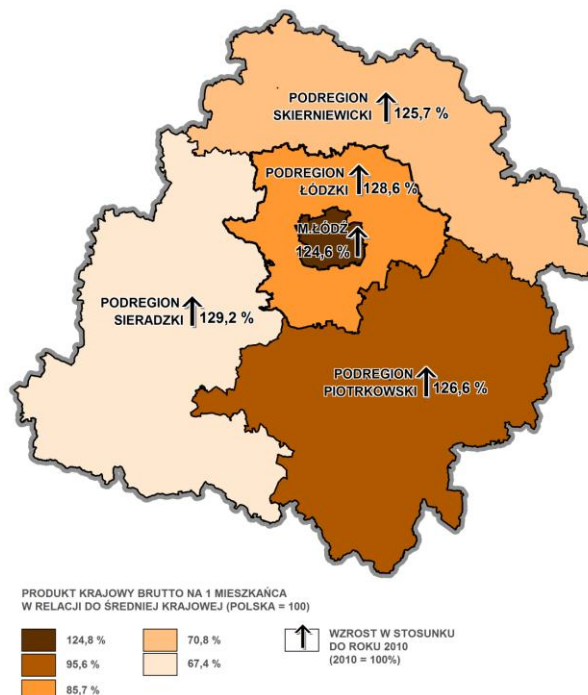 PODREGION
SKIERNIEWICKI
125,7 %
PODREGION
ŁÓDZKI
128,6 %
M.ŁÓDŹ
124,6 %
PODREGION
SIERADZKI
129,2 %
PODREGION
PIOTRKOWSKI
126,6 %
PRODUKT KRAJOWY BRUTTO NA 1 MIESZKAŃCA
W RELACJI DO ŚREDNIEJ KRAJOWEJ (POLSKA = 100)
124,8 %
95,6 %
85,7 %
70,8 %
67,4 %
WZROST W STOSUNKU
DO ROKU 2010
(2010 = 100%)